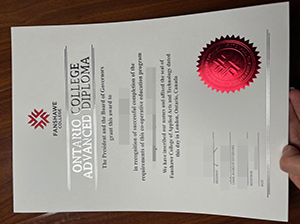 FANSHAWE
COLLEGE
ONTARIO COLLEGE
ADVANCED DIPLOMA
The President and the Board of Governors
grant this award to
in recognition of successful completion of the
requirements of this co-operative education program
We have inscribed our names and affixed the seal of
Fanshawe College of Applied Arts and Technology dated
this day in London, Ontario, Canada